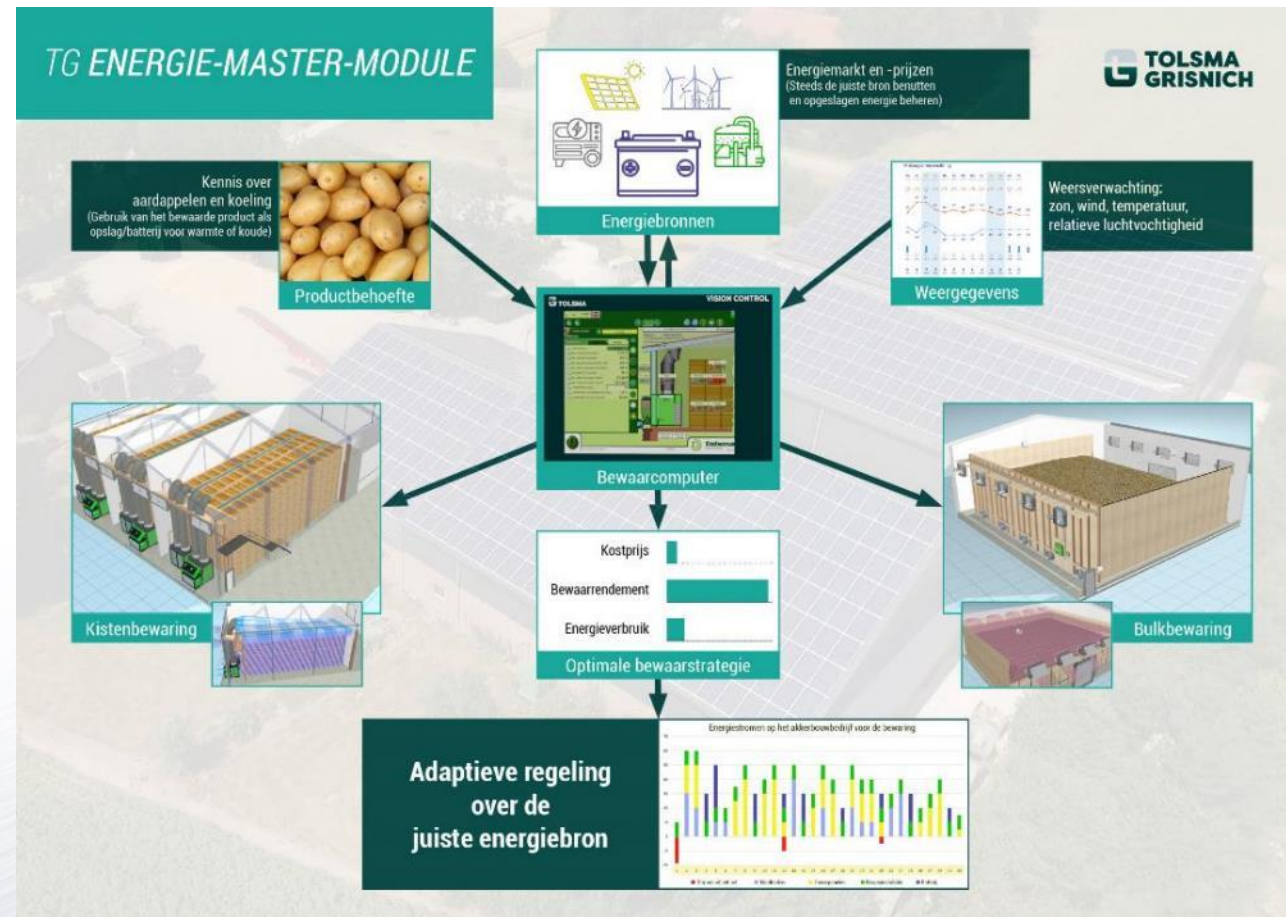 TG ENERGIE-MASTER-MODULE
Energiemarkt en -prijzen
(Steeds de juiste bron benutten
en opgeslagen energie beheren)
TOLSMA
GRISNICH
Kennis over
aardappelen en koeling
(Gebruik van het bewaarde product als
opslag/batterij voor warmte of koude)
Productbehoefte
Energiebronnen
Weersverwachting:
zon, wind, temperatuur,
relatieve luchtvochtigheid
Weergegevens
TOLSMA
VISION CONTROL
Bewaarcomputer
Kistenbewaring
Kostprijs
Bewaarrendement
Energieverbruik
Optimale bewaarstrategie
Bulkbewaring
Adaptieve regeling
over de
juiste energiebron
Energiestromen op het akkerbouwbedrijf voor de bewaring